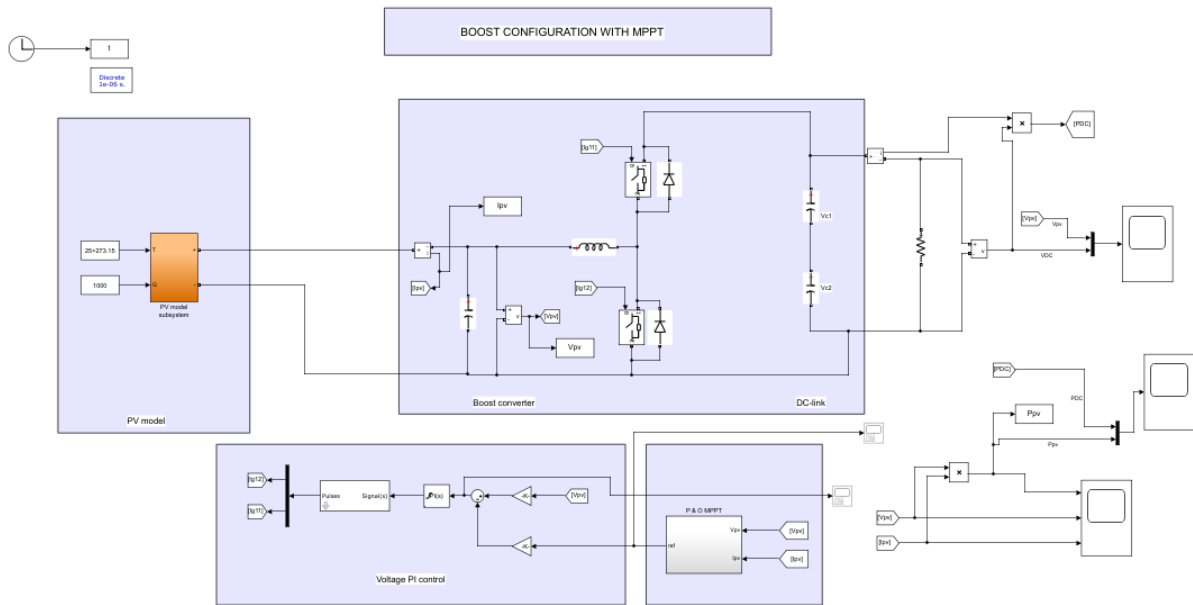 BOOST CONFIGURATION WITH MPPT
t
Discrete
1e-06 s.
25+273.15
1000
T
G
+
-
PV model
subsystem
PV model
Ipv
[Ipv]
[Vpv]
Vpv
[Ig11]
[Ig12]
Vc1
Vc2
Boost converter
DC-link
×
[PDC]
[Vpv]
Vpv
VDC
[PDC]
PDC
Ppv
Ppv
×
[Vpv]
[Ipv]
[Ig12]
[Ig11]
Pulses
Signal(s)
PI(s)
-K-
[Vpv]
-K-
Voltage PI control
P & O MPPT
Vpv
ref
Ipv
[Vpv]
[Ipv]